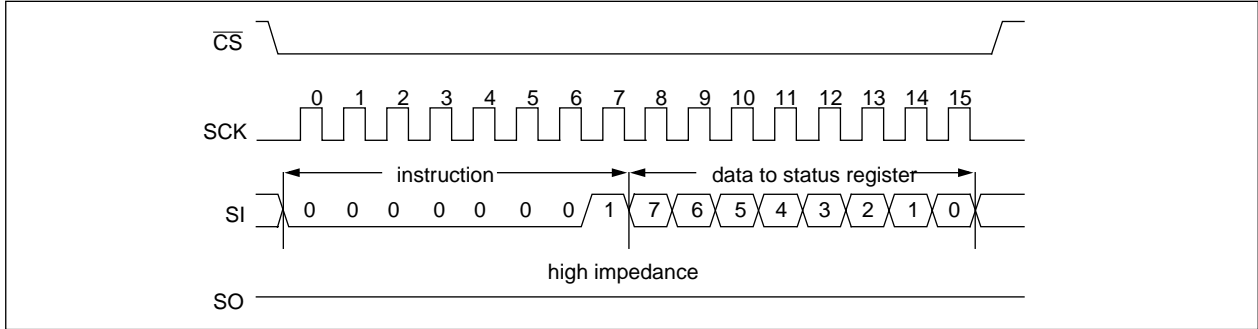 CS
0 1 2 3 4 5 6 7 8 9 10 11 12 13 14 15
SCK
instruction data to status register
SI 0 0 0 0 0 0 0 1 7 6 5 4 3 2 1 0
high impedance
SO